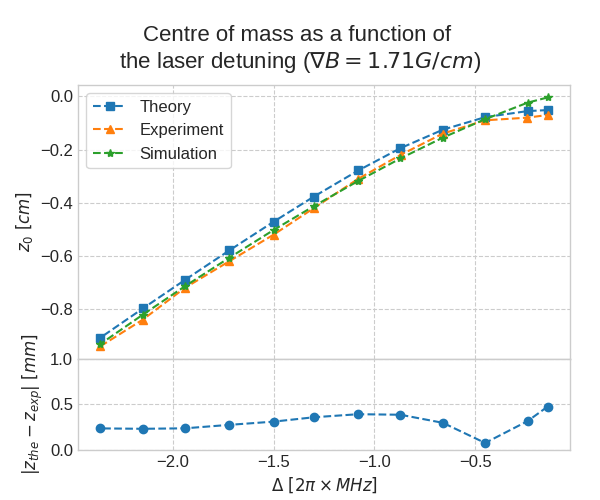 Centre of mass as a function of
the laser detuning (∇B = 1.71G/cm)
0.0
−0.2
−0.4
−0.6
−0.8
z₀ [cm]
Theory
Experiment
Simulation
1.0
0.5
0.0
|z_the − z_exp| [mm]
−2.0 −1.5 −1.0 −0.5
Δ [2π × MHz]